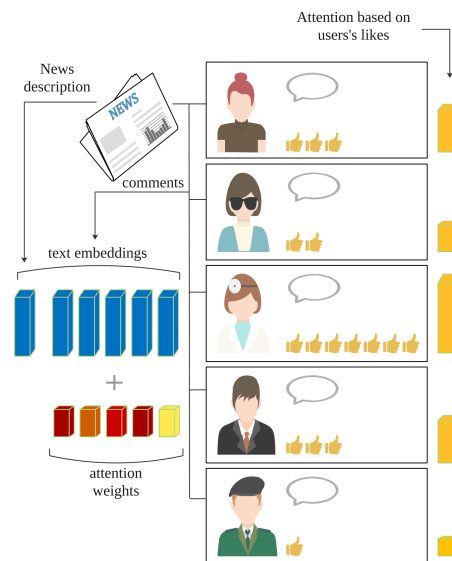 Attention based on
users's likes
News
description
NEWS
comments
text embeddings
+
attention
weights